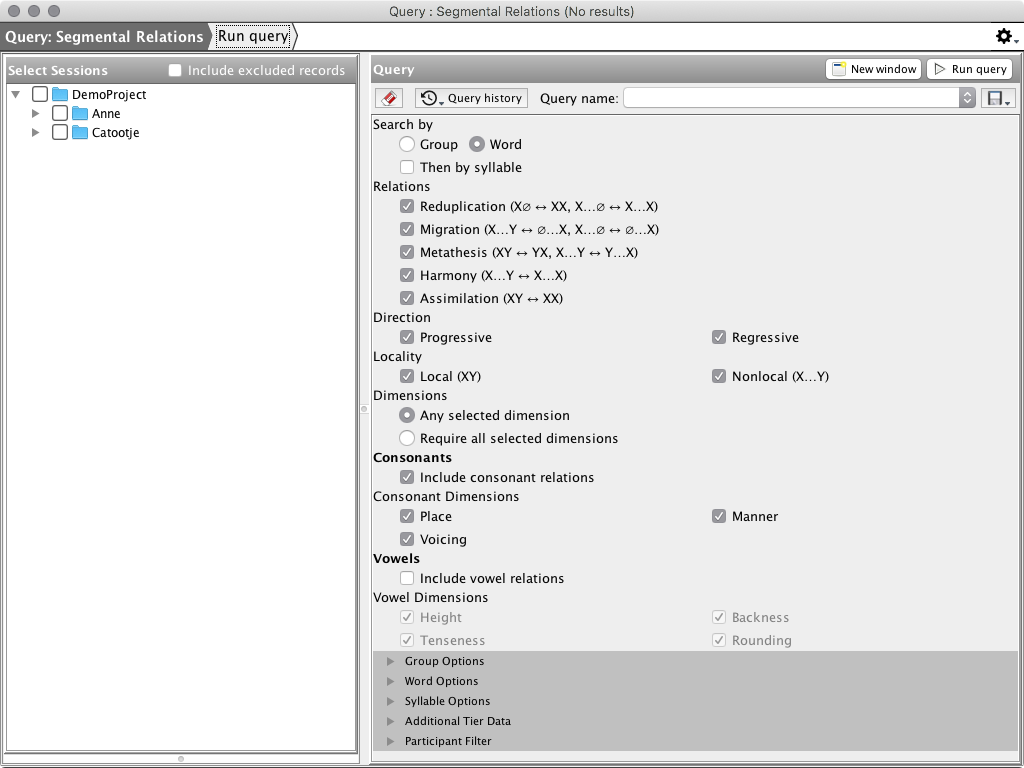 Query : Segmental Relations (No results)
Query: Segmental Relations Run query
Select Sessions Include excluded records
DemoProject
Anne
Catootje
Query New window Run query
Query history Query name:
Search by
Group Word
Then by syllable
Relations
Reduplication (X∅ ↔ XX, X…∅ ↔ X…X)
Migration (X…Y ↔ ∅…X, X…∅ ↔ ∅…X)
Metathesis (XY ↔ YX, X…Y ↔ Y…X)
Harmony (X…Y ↔ X…X)
Assimilation (XY ↔ XX)
Direction
Progressive Regressive
Locality
Local (XY) Nonlocal (X…Y)
Dimensions
Any selected dimension
Require all selected dimensions
Consonants
Include consonant relations
Consonant Dimensions
Place Manner
Voicing
Vowels
Include vowel relations
Vowel Dimensions
Height Backness
Tenseness Rounding
Group Options
Word Options
Syllable Options
Additional Tier Data
Participant Filter